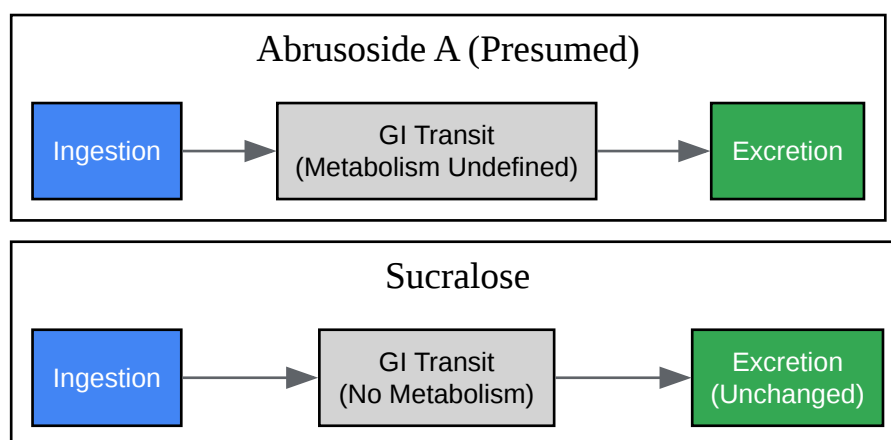 Abrusoside A (Presumed)
Ingestion
GI Transit
(Metabolism Undefined)
Excretion
Sucralose
Ingestion
GI Transit
(No Metabolism)
Excretion
(Unchanged)